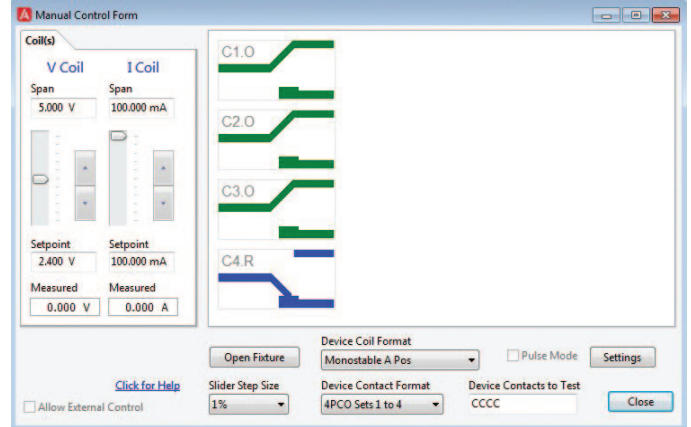 Manual Control Form
Coil(s)
V Coil I Coil
Span Span
5.000 V 100.000 mA
Setpoint Setpoint
2.400 V 100.000 mA
Measured Measured
0.000 V 0.000 A
C1.O
C2.O
C3.O
C4.R
Open Fixture
Device Coil Format
Monostable A Pos
Pulse Mode
Settings
Click for Help
Allow External Control
Slider Step Size
1%
Device Contact Format
4PCO Sets 1 to 4
Device Contacts to Test
CCCC
Close